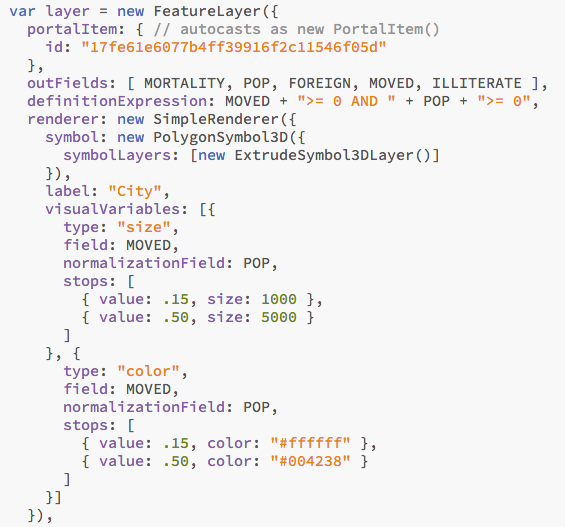 var layer = new FeatureLayer({
  portalItem: { // autocasts as new PortalItem()
    id: "17fe61e6077b4ff39916f2c11546f05d"
  },
  outFields: [ MORTALITY, POP, FOREIGN, MOVED, ILLITERATE ],
  definitionExpression: MOVED + ">= 0 AND " + POP + ">= 0",
  renderer: new SimpleRenderer({
    symbol: new PolygonSymbol3D({
      symbolLayers: [new ExtrudeSymbol3DLayer()]
    }),
    label: "City",
    visualVariables: [{
      type: "size",
      field: MOVED,
      normalizationField: POP,
      stops: [
        { value: .15, size: 1000 },
        { value: .50, size: 5000 }
      ]
    }, {
      type: "color",
      field: MOVED,
      normalizationField: POP,
      stops: [
        { value: .15, color: "#ffffff" },
        { value: .50, color: "#004238" }
      ]
    }]
  }),